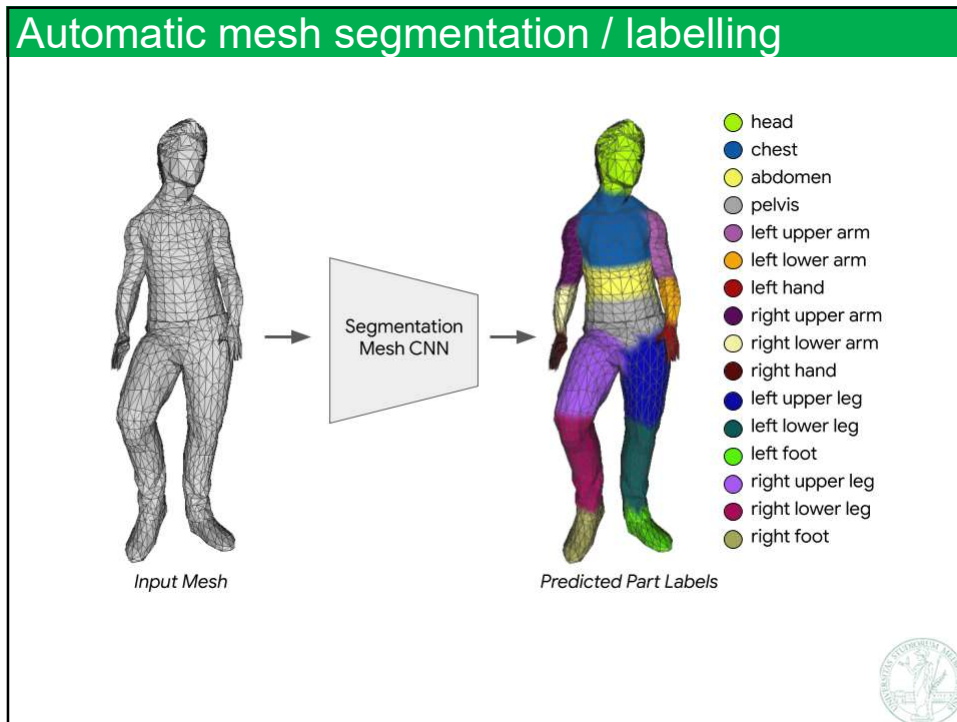 Automatic mesh segmentation / labelling
head
chest
abdomen
pelvis
left upper arm
left lower arm
left hand
right upper arm
right lower arm
right hand
left upper leg
left lower leg
left foot
right upper leg
right lower leg
right foot
Segmentation
Mesh CNN
Input Mesh
Predicted Part Labels
UNIVERSITAS STUDIORUM